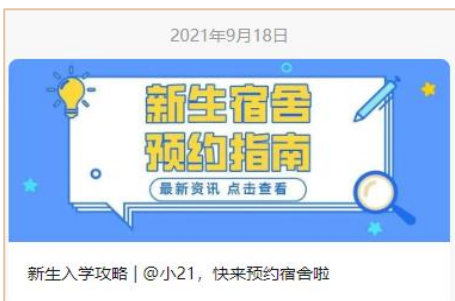 2021年9月18日
新生宿舍
预约指南
最新资讯 点击查看
新生入学攻略 | @小21，快来预约宿舍啦